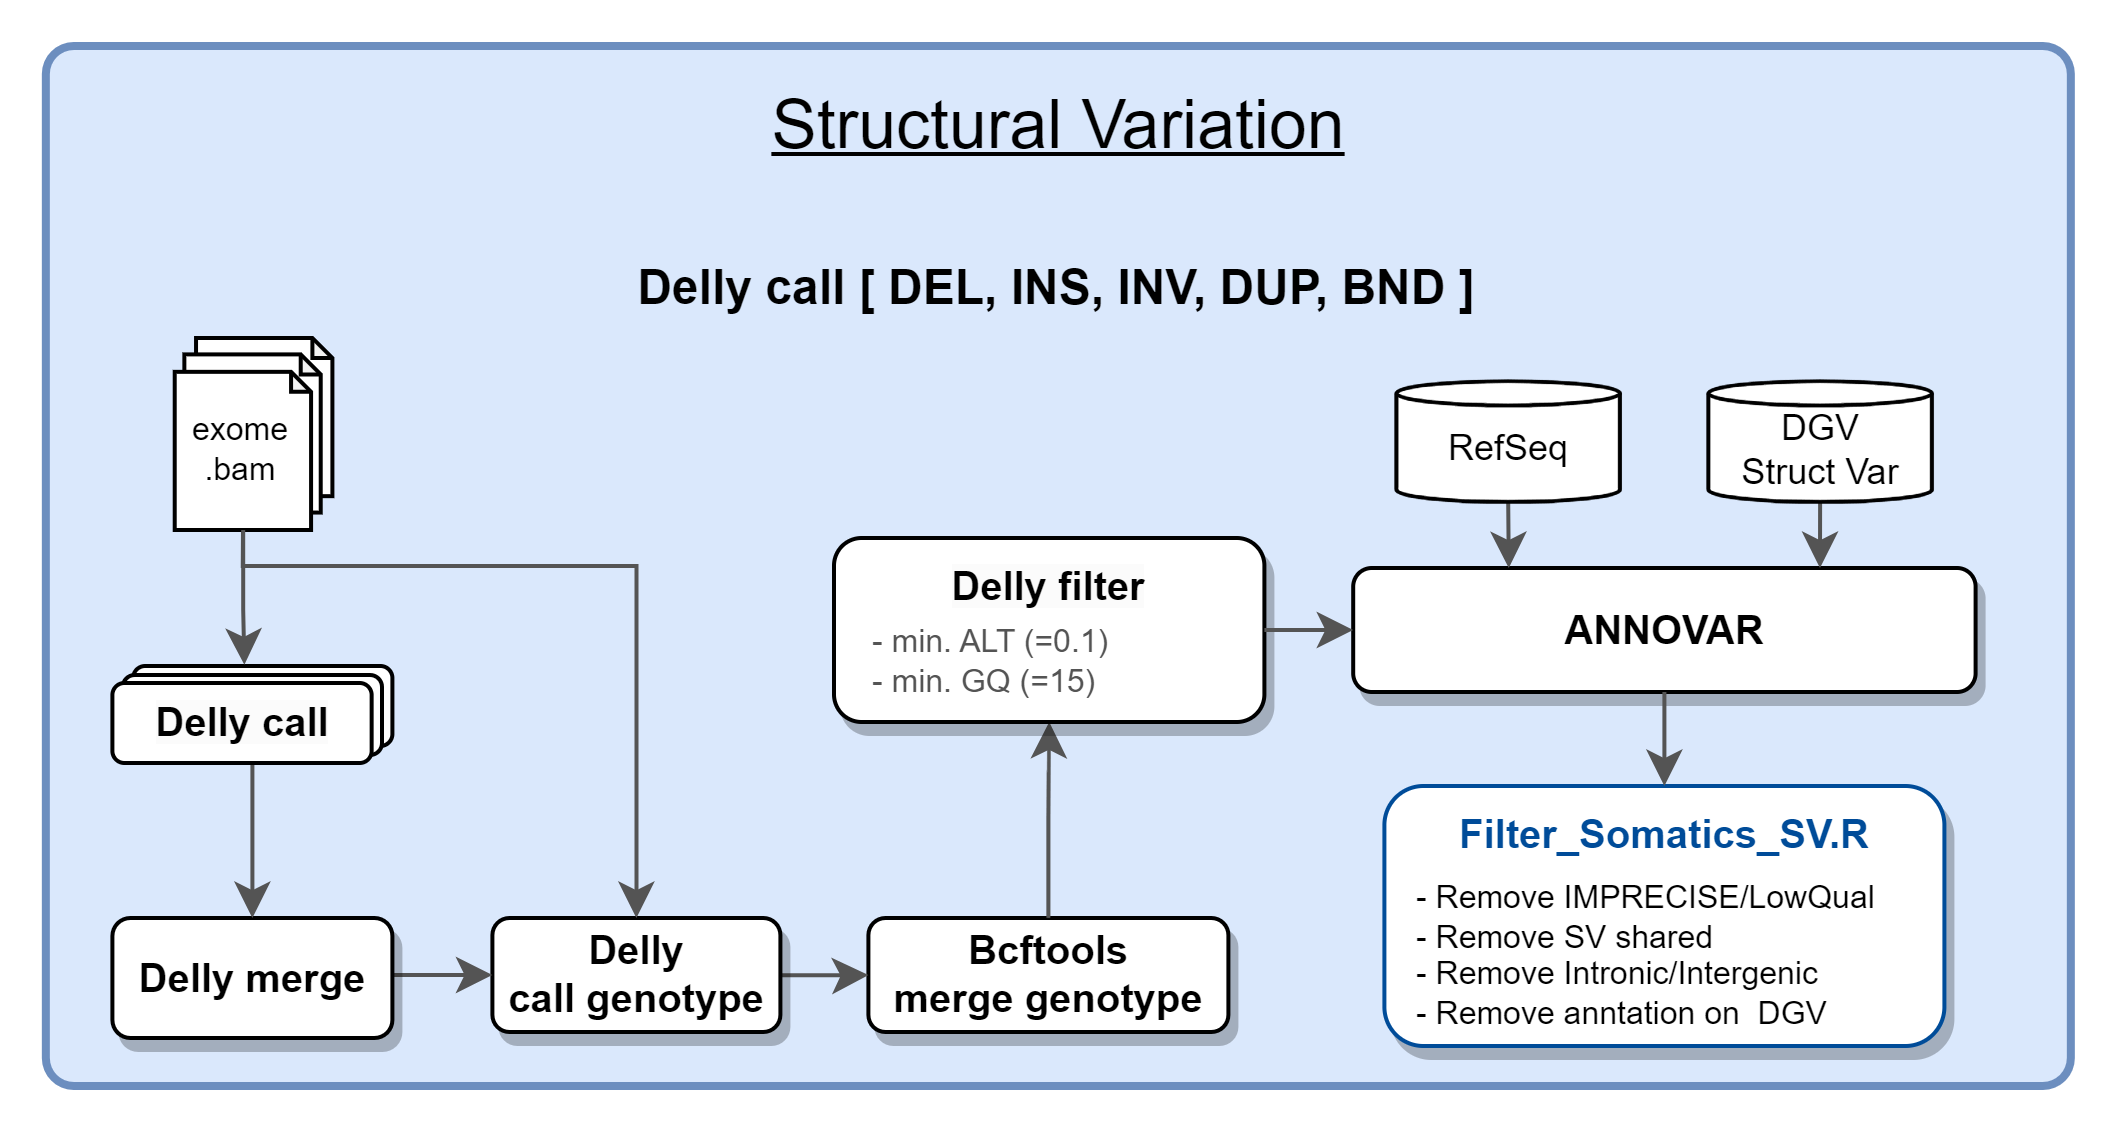 Structural Variation
Delly call [ DEL, INS, INV, DUP, BND ]
exome
.bam
Delly call
Delly merge
Delly
call genotype
Bcftools
merge genotype
Delly filter
- min. ALT (=0.1)
- min. GQ (=15)
RefSeq
DGV
Struct Var
ANNOVAR
Filter_Somatics_SV.R
- Remove IMPRECISE/LowQual
- Remove SV shared
- Remove Intronic/Intergenic
- Remove anntation on  DGV